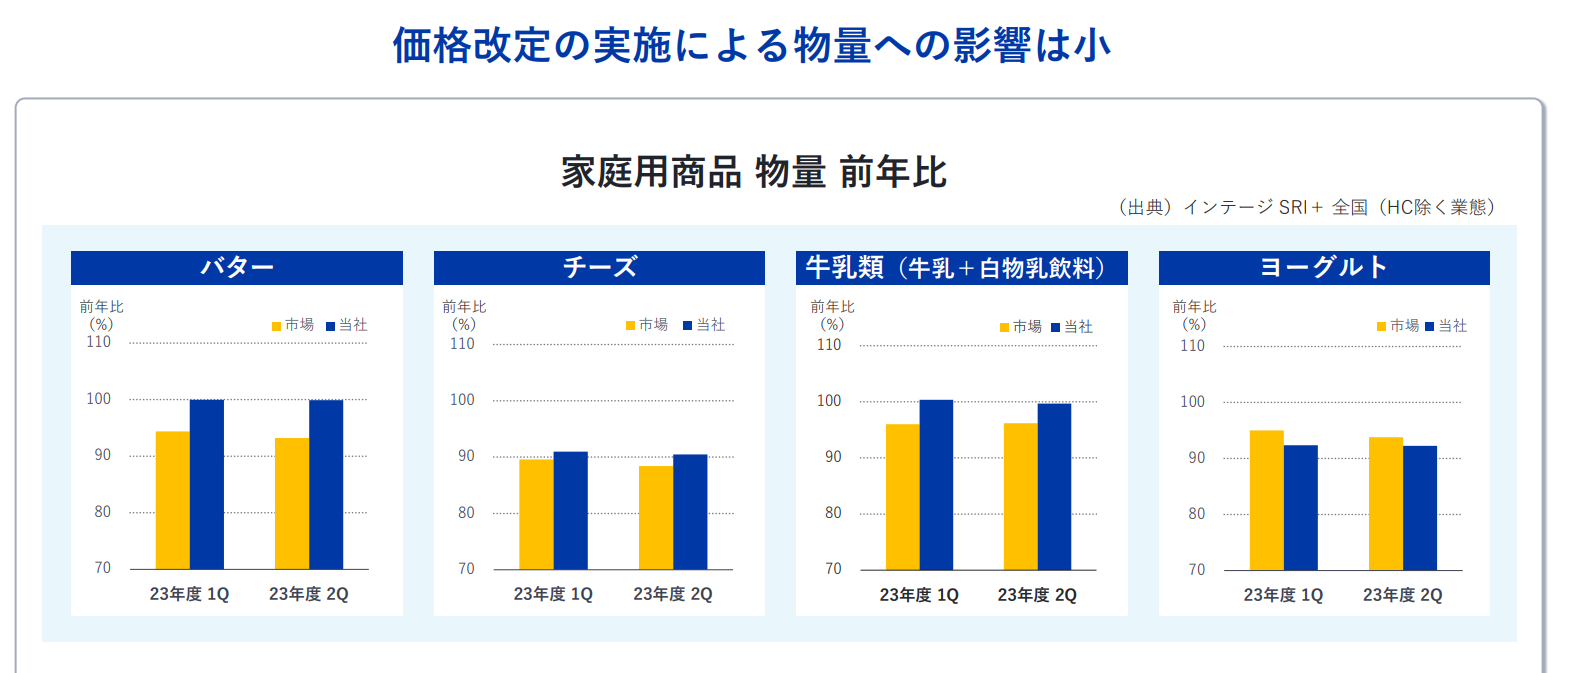 価格改定の実施による物量への影響は小
家庭用商品 物量 前年比
（出典）インテージ SRI＋ 全国（HC除く業態）
バター
前年比
（%）
市場 当社
110
100
90
80
70
23年度 1Q 23年度 2Q
チーズ
前年比
（%）
市場 当社
110
100
90
80
70
23年度 1Q 23年度 2Q
牛乳類（牛乳＋白物乳飲料）
前年比
（%）
市場 当社
110
100
90
80
70
23年度 1Q 23年度 2Q
ヨーグルト
前年比
（%）
市場 当社
110
100
90
80
70
23年度 1Q 23年度 2Q